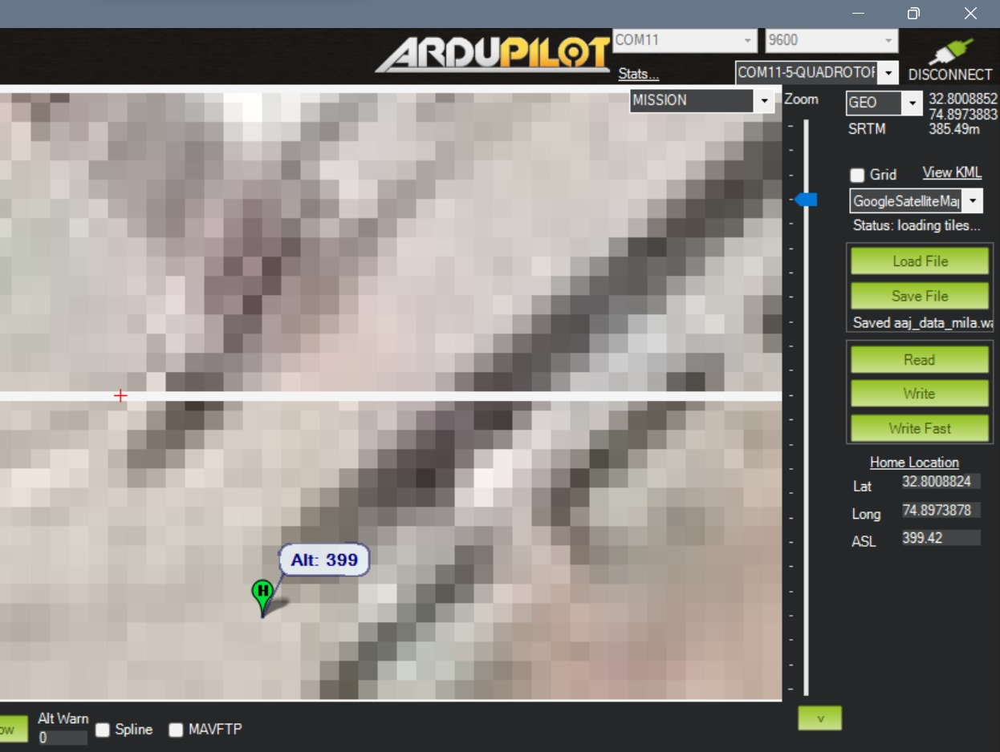 ARDUPILOT
COM11
9600
Stats...
COM11-5-QUADROTOR
DISCONNECT
MISSION
Zoom
GEO
32.8008852
74.8973883
SRTM
385.49m
Grid
View KML
GoogleSatelliteMap
Status: loading tiles...
Load File
Save File
Saved aaj_data_mila.wa
Read
Write
Write Fast
Home Location
Lat
32.8008824
Long
74.8973878
ASL
399.42
Alt: 399
H
ow
Alt Warn
0
Spline
MAVFTP
v